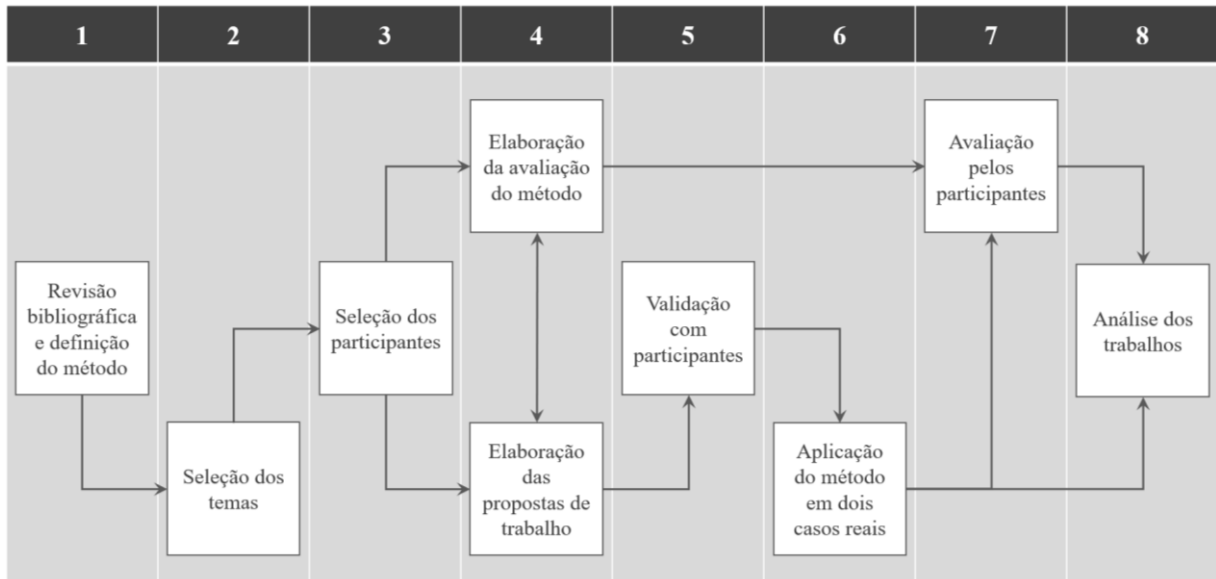 1
2
3
4
5
6
7
8
Revisão
bibliográfica
e definição
do método
Seleção dos
temas
Seleção dos
participantes
Elaboração
da avaliação
do método
Elaboração
das
propostas de
trabalho
Validação
com
participantes
Aplicação
do método
em dois
casos reais
Avaliação
pelos
participantes
Análise dos
trabalhos